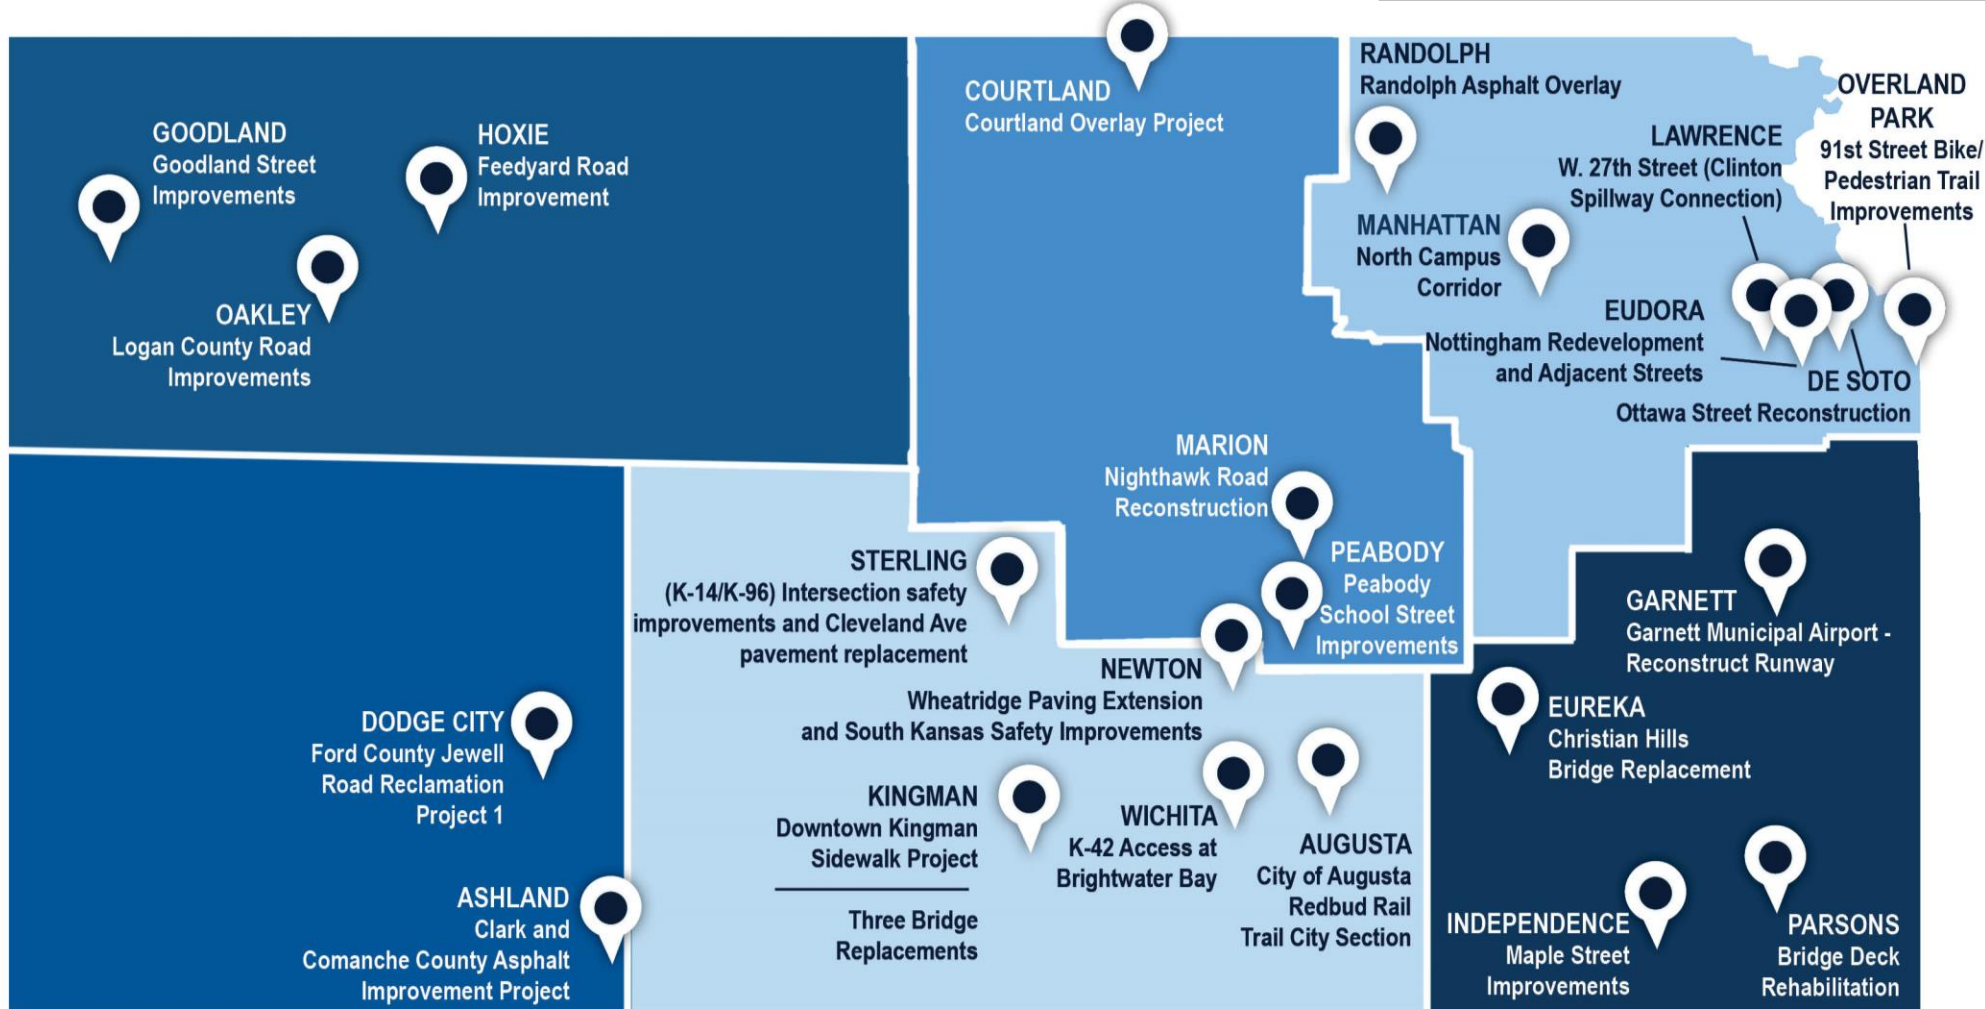 GOODLAND
Goodland Street
Improvements
HOXIE
Feedyard Road
Improvement
OAKLEY
Logan County Road
Improvements
COURTLAND
Courtland Overlay Project
RANDOLPH
Randolph Asphalt Overlay
MANHATTAN
North Campus
Corridor
LAWRENCE
W. 27th Street (Clinton
Spillway Connection)
OVERLAND
PARK
91st Street Bike/
Pedestrian Trail
Improvements
EUDORA
Nottingham Redevelopment
and Adjacent Streets
DE SOTO
Ottawa Street Reconstruction
MARION
Nighthawk Road
Reconstruction
PEABODY
Peabody
School Street
Improvements
STERLING
(K-14/K-96) Intersection safety
improvements and Cleveland Ave
pavement replacement
NEWTON
Wheatridge Paving Extension
and South Kansas Safety Improvements
DODGE CITY
Ford County Jewell
Road Reclamation
Project 1
ASHLAND
Clark and
Comanche County Asphalt
Improvement Project
KINGMAN
Downtown Kingman
Sidewalk Project
Three Bridge
Replacements
WICHITA
K-42 Access at
Brightwater Bay
AUGUSTA
City of Augusta
Redbud Rail
Trail City Section
GARNETT
Garnett Municipal Airport -
Reconstruct Runway
EUREKA
Christian Hills
Bridge Replacement
INDEPENDENCE
Maple Street
Improvements
PARSONS
Bridge Deck
Rehabilitation